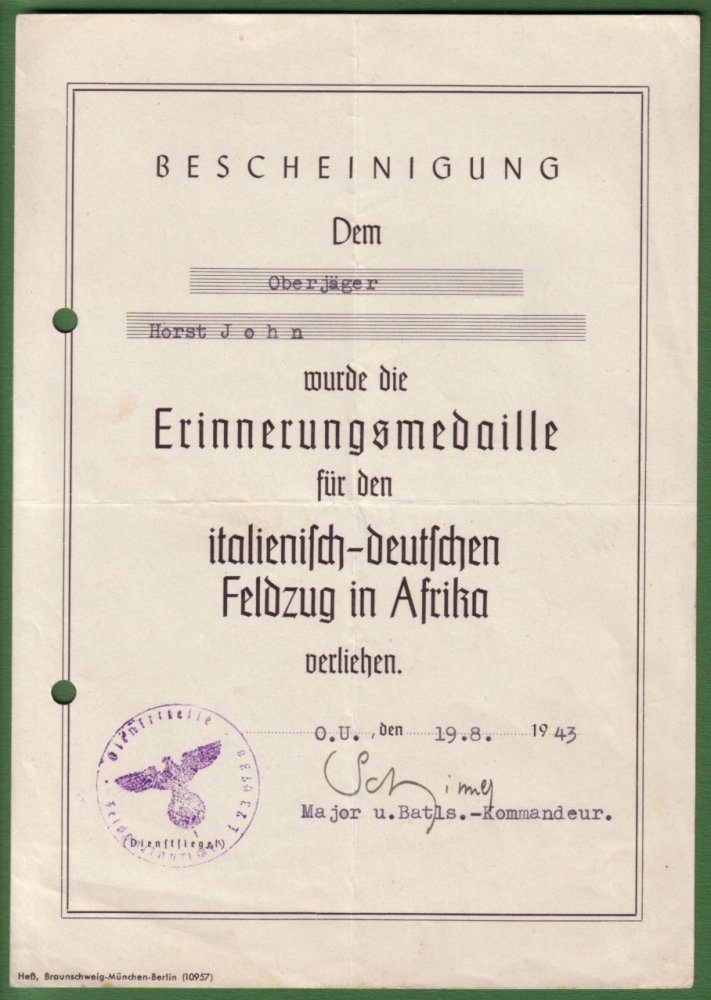 BESCHEINIGUNG
Dem
Oberjäger
Horst J o h n
wurde die
Erinnerungsmedaille
für den
italienisch-deutschen
Feldzug in Afrika
verliehen.
O.U. , den 19.8. 1943
Major u.Batls.-Kommandeur.
Dienststelle
(Dienstsiegel)
Heß, Braunschweig-München-Berlin (10957)